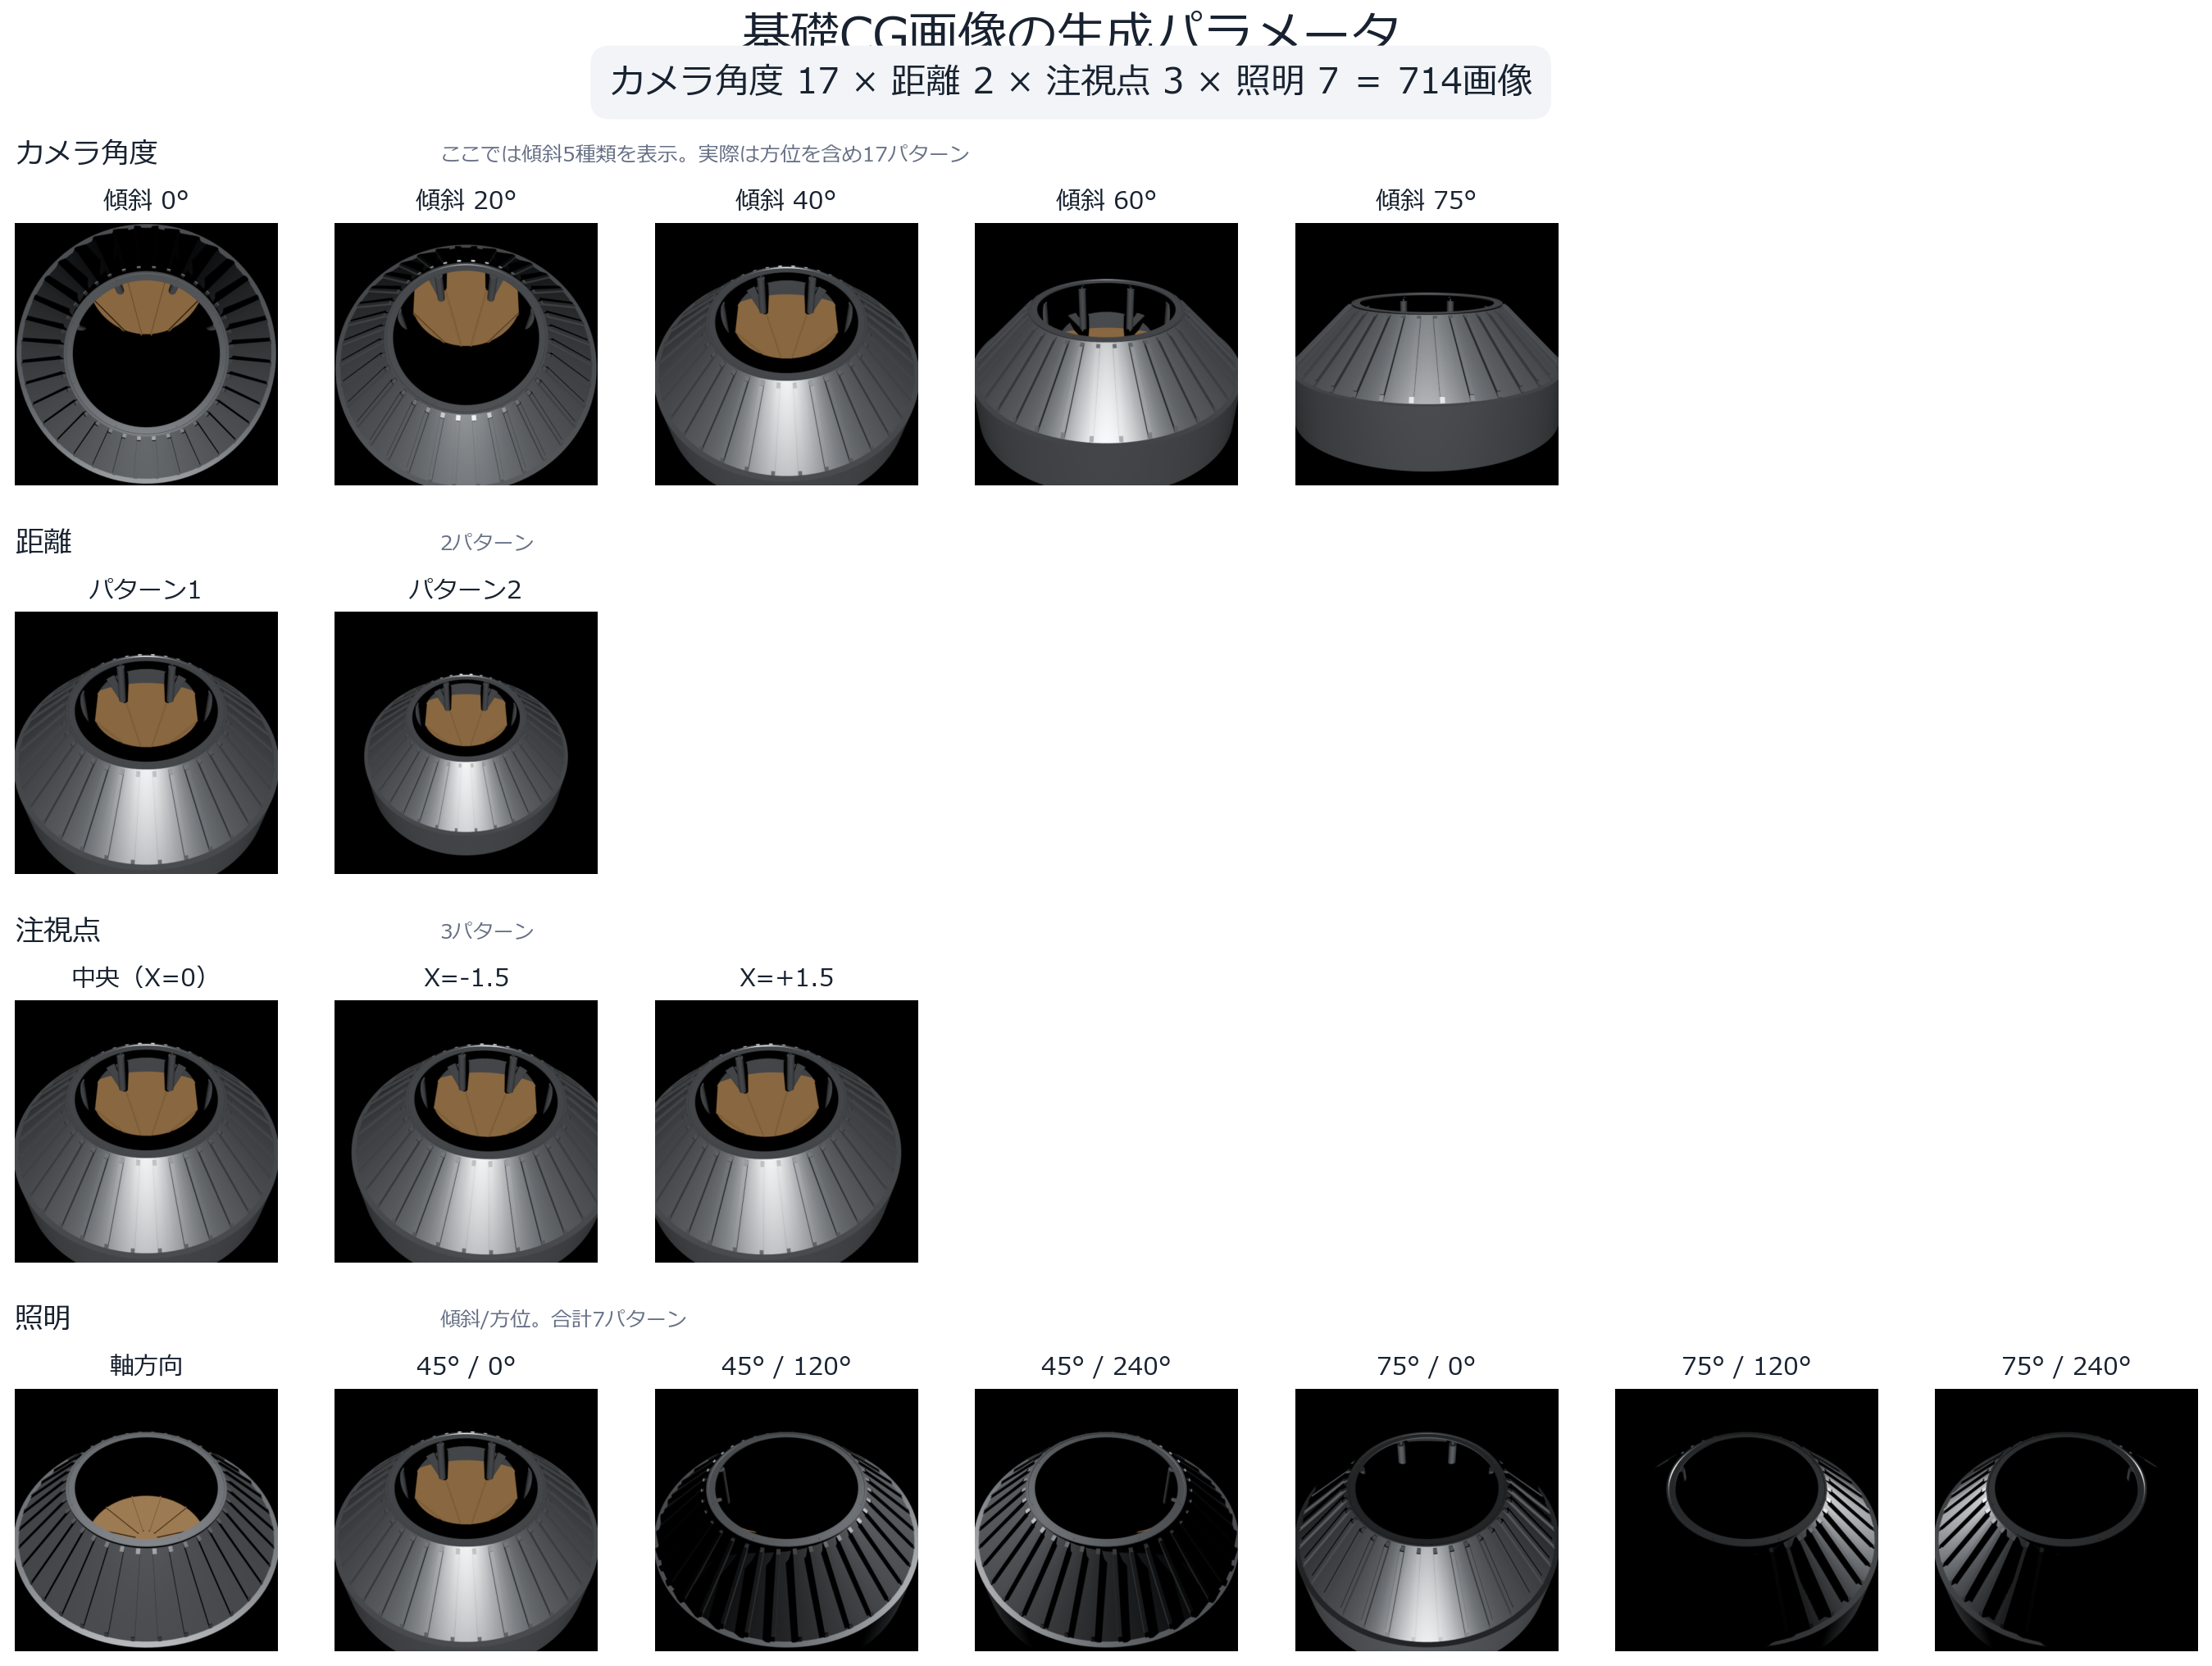 基礎CG画像の生成パラメータ
カメラ角度 17 × 距離 2 × 注視点 3 × 照明 7 = 714画像
カメラ角度
ここでは傾斜5種類を表示。実際は方位を含め17パターン
傾斜 0°
傾斜 20°
傾斜 40°
傾斜 60°
傾斜 75°
距離
2パターン
パターン1
パターン2
注視点
3パターン
中央（X=0）
X=-1.5
X=+1.5
照明
傾斜/方位。合計7パターン
軸方向
45° / 0°
45° / 120°
45° / 240°
75° / 0°
75° / 120°
75° / 240°